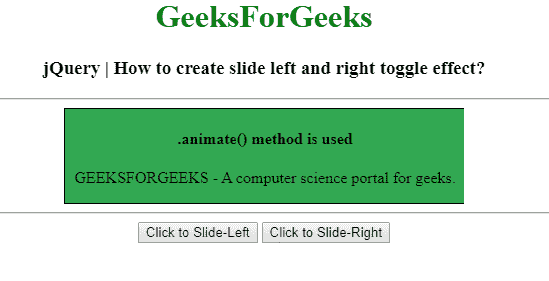 GeeksForGeeks
jQuery | How to create slide left and right toggle effect?
.animate() method is used
GEEKSFORGEEKS - A computer science portal for geeks.
Click to Slide-Left Click to Slide-Right